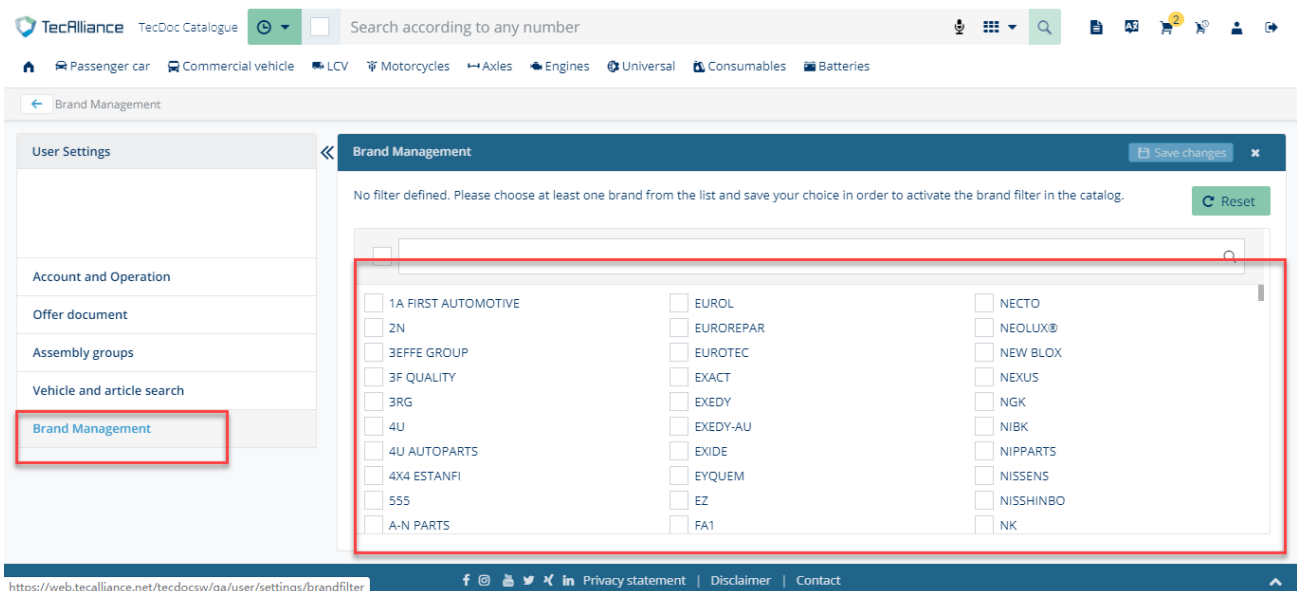 TecAlliance TecDoc Catalogue Search according to any number 2
Passenger car Commercial vehicle LCV Motorcycles Axles Engines Universal Consumables Batteries
Brand Management
User Settings
Account and Operation
Offer document
Assembly groups
Vehicle and article search
Brand Management
Brand Management Save changes
No filter defined. Please choose at least one brand from the list and save your choice in order to activate the brand filter in the catalog.
Reset
1A FIRST AUTOMOTIVE EUROL NECTO
2N EUROREPAR NEOLUX®
3EFFE GROUP EUROTEC NEW BLOX
3F QUALITY EXACT NEXUS
3RG EXEDY NGK
4U EXEDY-AU NIBK
4U AUTOPARTS EXIDE NIPPARTS
4X4 ESTANFI EYQUEM NISSENS
555 EZ NISSHINBO
A-N PARTS FA1 NK
Privacy statement | Disclaimer | Contact
https://web.tecalliance.net/tecdocsw/qa/user/settings/brandfilter